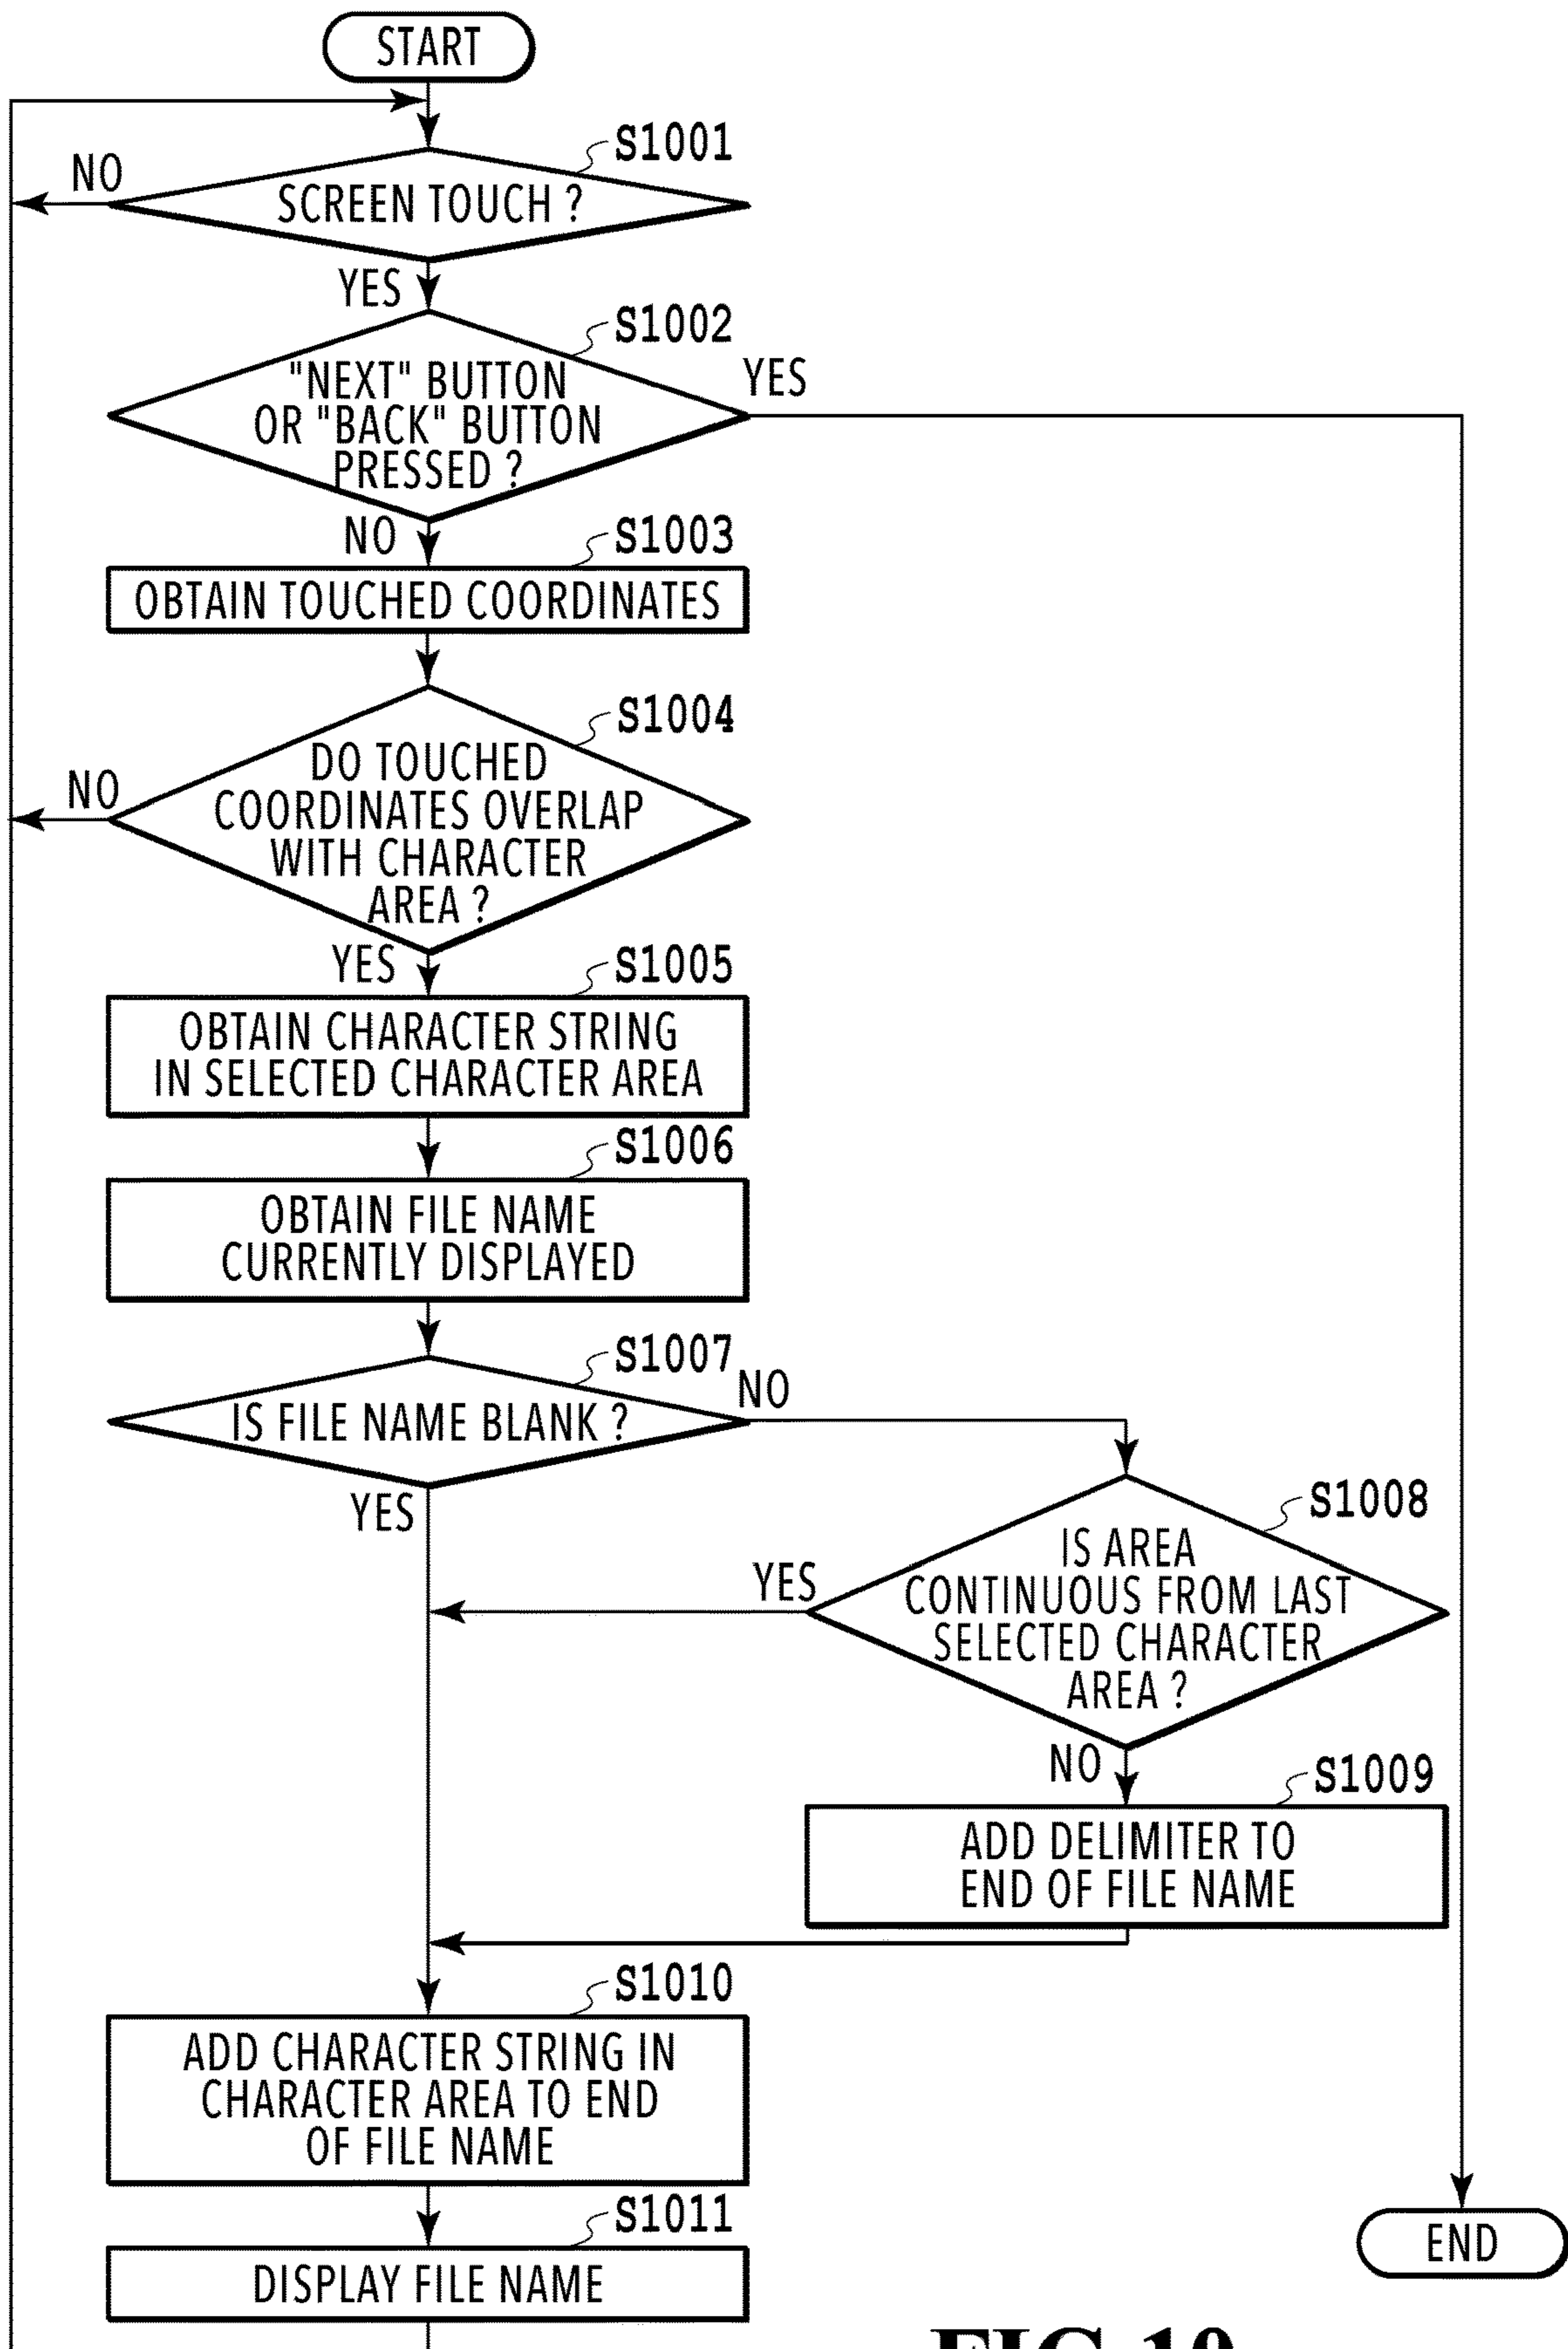 START
S1001
NO
SCREEN TOUCH ?
YES
S1002
"NEXT" BUTTON
OR "BACK" BUTTON
PRESSED ?
YES
NO
S1003
OBTAIN TOUCHED COORDINATES
S1004
DO TOUCHED
COORDINATES OVERLAP
WITH CHARACTER
AREA ?
NO
YES
S1005
OBTAIN CHARACTER STRING
IN SELECTED CHARACTER AREA
S1006
OBTAIN FILE NAME
CURRENTLY DISPLAYED
S1007
IS FILE NAME BLANK ?
NO
YES
S1008
IS AREA
CONTINUOUS FROM LAST
SELECTED CHARACTER
AREA ?
YES
NO
S1009
ADD DELIMITER TO
END OF FILE NAME
S1010
ADD CHARACTER STRING IN
CHARACTER AREA TO END
OF FILE NAME
S1011
DISPLAY FILE NAME
END